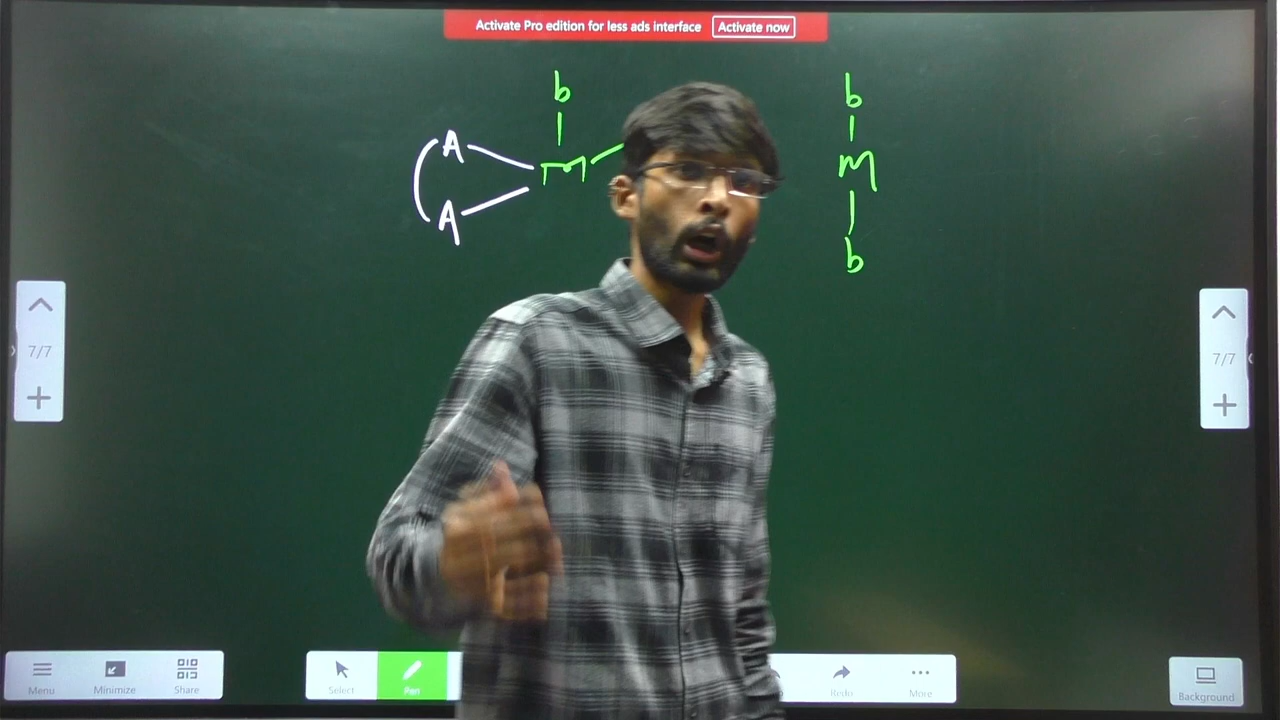 Activate Pro edition for less ads interface Activate now
b b
A M M
A b
7/7 7/7
Menu Minimize Share Select Pen Redo More Background